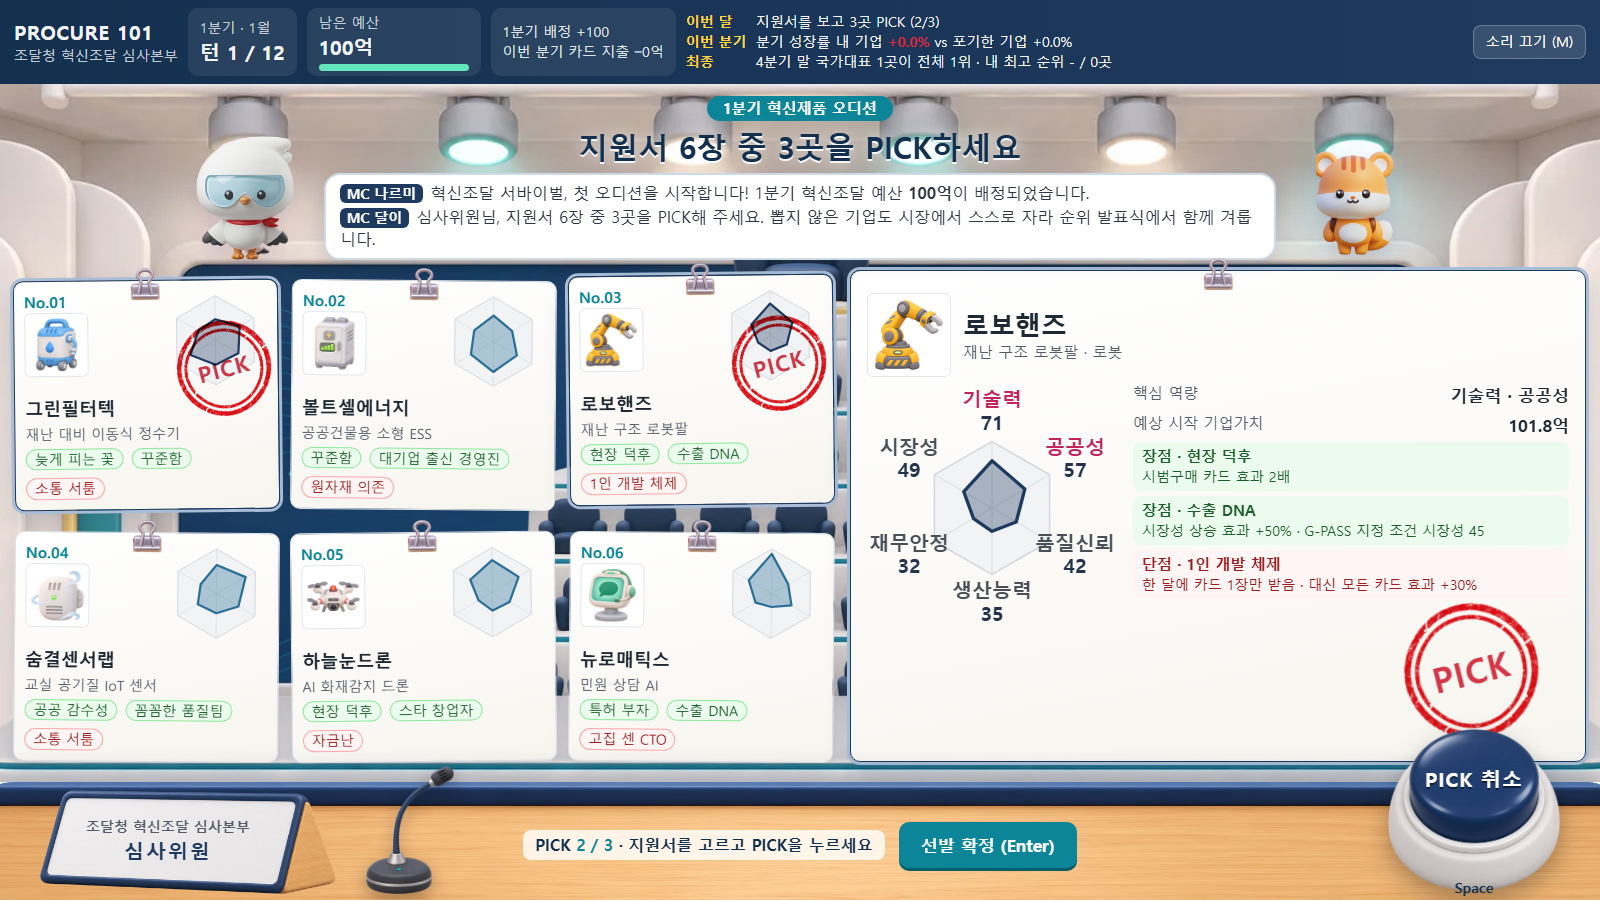 PROCURE 101
조달청 혁신조달 심사본부
1분기 · 1월
턴 1 / 12
남은 예산
100억
1분기 배정 +100
이번 분기 카드 지출 −0억
이번 달 지원서를 보고 3곳 PICK (2/3)
이번 분기 분기 성장률 내 기업 +0.0% vs 포기한 기업 +0.0%
최종 4분기 말 국가대표 1곳이 전체 1위 · 내 최고 순위 - / 0곳
소리 끄기 (M)
1분기 혁신제품 오디션
지원서 6장 중 3곳을 PICK하세요
MC 나르미 혁신조달 서바이벌, 첫 오디션을 시작합니다! 1분기 혁신조달 예산 100억이 배정되었습니다.
MC 달이 심사위원님, 지원서 6장 중 3곳을 PICK해 주세요. 뽑지 않은 기업도 시장에서 스스로 자라 순위 발표식에서 함께 겨룹
니다.
No.01
PICK
그린필터텍
재난 대비 이동식 정수기
늦게 피는 꽃 꾸준함
소통 서툼
No.02
볼트셀에너지
공공건물용 소형 ESS
꾸준함 대기업 출신 경영진
원자재 의존
No.03
PICK
로보핸즈
재난 구조 로봇팔
현장 덕후 수출 DNA
1인 개발 체제
No.04
숨결센서랩
교실 공기질 IoT 센서
공공 감수성 꼼꼼한 품질팀
소통 서툼
No.05
하늘눈드론
AI 화재감지 드론
현장 덕후 스타 창업자
자금난
No.06
뉴로매틱스
민원 상담 AI
특허 부자 수출 DNA
고집 센 CTO
로보핸즈
재난 구조 로봇팔 · 로봇
기술력
71
시장성
49
공공성
57
재무안정
32
품질신뢰
42
생산능력
35
핵심 역량 기술력 · 공공성
예상 시작 기업가치 101.8억
장점 · 현장 덕후
시범구매 카드 효과 2배
장점 · 수출 DNA
시장성 상승 효과 +50% · G-PASS 지정 조건 시장성 45
단점 · 1인 개발 체제
한 달에 카드 1장만 받음 · 대신 모든 카드 효과 +30%
PICK
PICK 취소
Space
조달청 혁신조달 심사본부
심사위원
PICK 2 / 3 · 지원서를 고르고 PICK을 누르세요
선발 확정 (Enter)